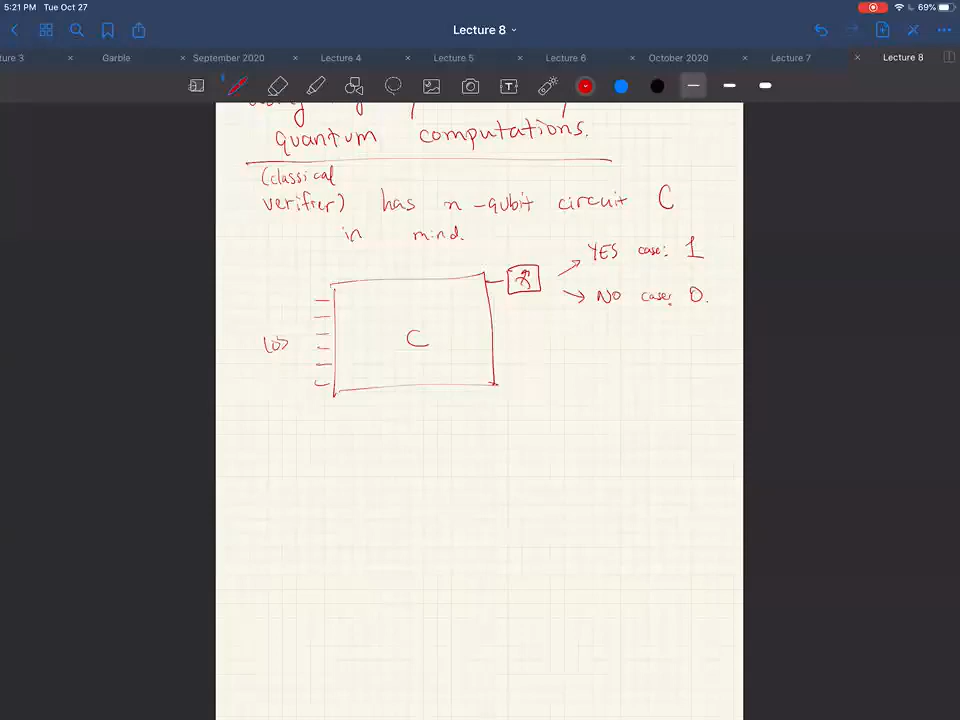 5:21 PM Tue Oct 27
69%
Lecture 8
ure 3
Garble
September 2020
Lecture 4
Lecture 5
Lecture 6
October 2020
Lecture 7
Lecture 8
quantum computations.
(classical
verifier) has n-qubit circuit C
in mind.
YES case: 1
NO case: 0.
|0>
C